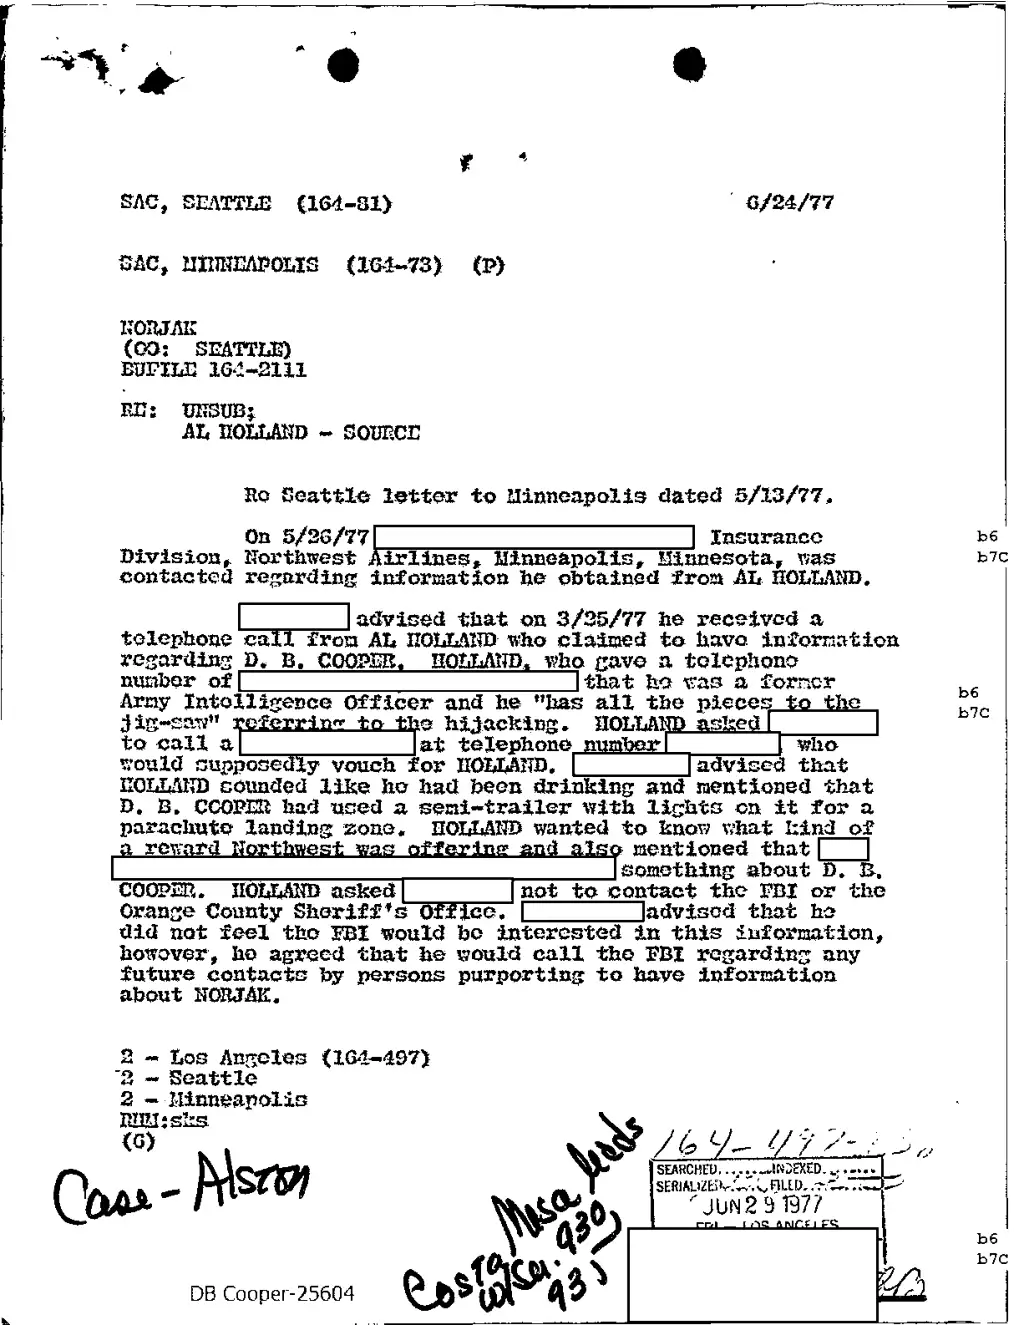 SAC, SEATTLE (164-81) 6/24/77
SAC, MINNEAPOLIS (164-73) (P)
NORJAK
(OO: SEATTLE)
BUFILE 164-2111
RE: UNSUB;
AL HOLLAND - SOURCE
Re Seattle letter to Minneapolis dated 5/13/77.
On 5/26/77 Insurance
b6
Division, Northwest Airlines, Minneapolis, Minnesota, was
b7C
contacted regarding information he obtained from AL HOLLAND.
advised that on 3/25/77 he received a
telephone call from AL HOLLAND who claimed to have information
regarding D. B. COOPER. HOLLAND, who gave a telephone
number of that he was a former
b6
Army Intelligence Officer and he "has all the pieces to the
b7C
jig-saw" referring to the hijacking. HOLLAND asked
to call a at telephone number who
would supposedly vouch for HOLLAND. advised that
HOLLAND sounded like he had been drinking and mentioned that
D. B. COOPER had used a semi-trailer with lights on it for a
parachute landing zone. HOLLAND wanted to know what kind of
a reward Northwest was offering and also mentioned that
something about D. B.
COOPER. HOLLAND asked not to contact the FBI or the
Orange County Sheriff's Office. advised that he
did not feel the FBI would be interested in this information,
however, he agreed that he would call the FBI regarding any
future contacts by persons purporting to have information
about NORJAK.
2 - Los Angeles (164-497)
2 - Seattle
2 - Minneapolis
:sks
(6)
Case - Alston
Costa Mesa leads
930,
931
164-497-
SEARCHED INDEXED
SERIALIZED FILED
JUN 29 1977
FBI - LOS ANGELES
b6
b7C
DB Cooper-25604